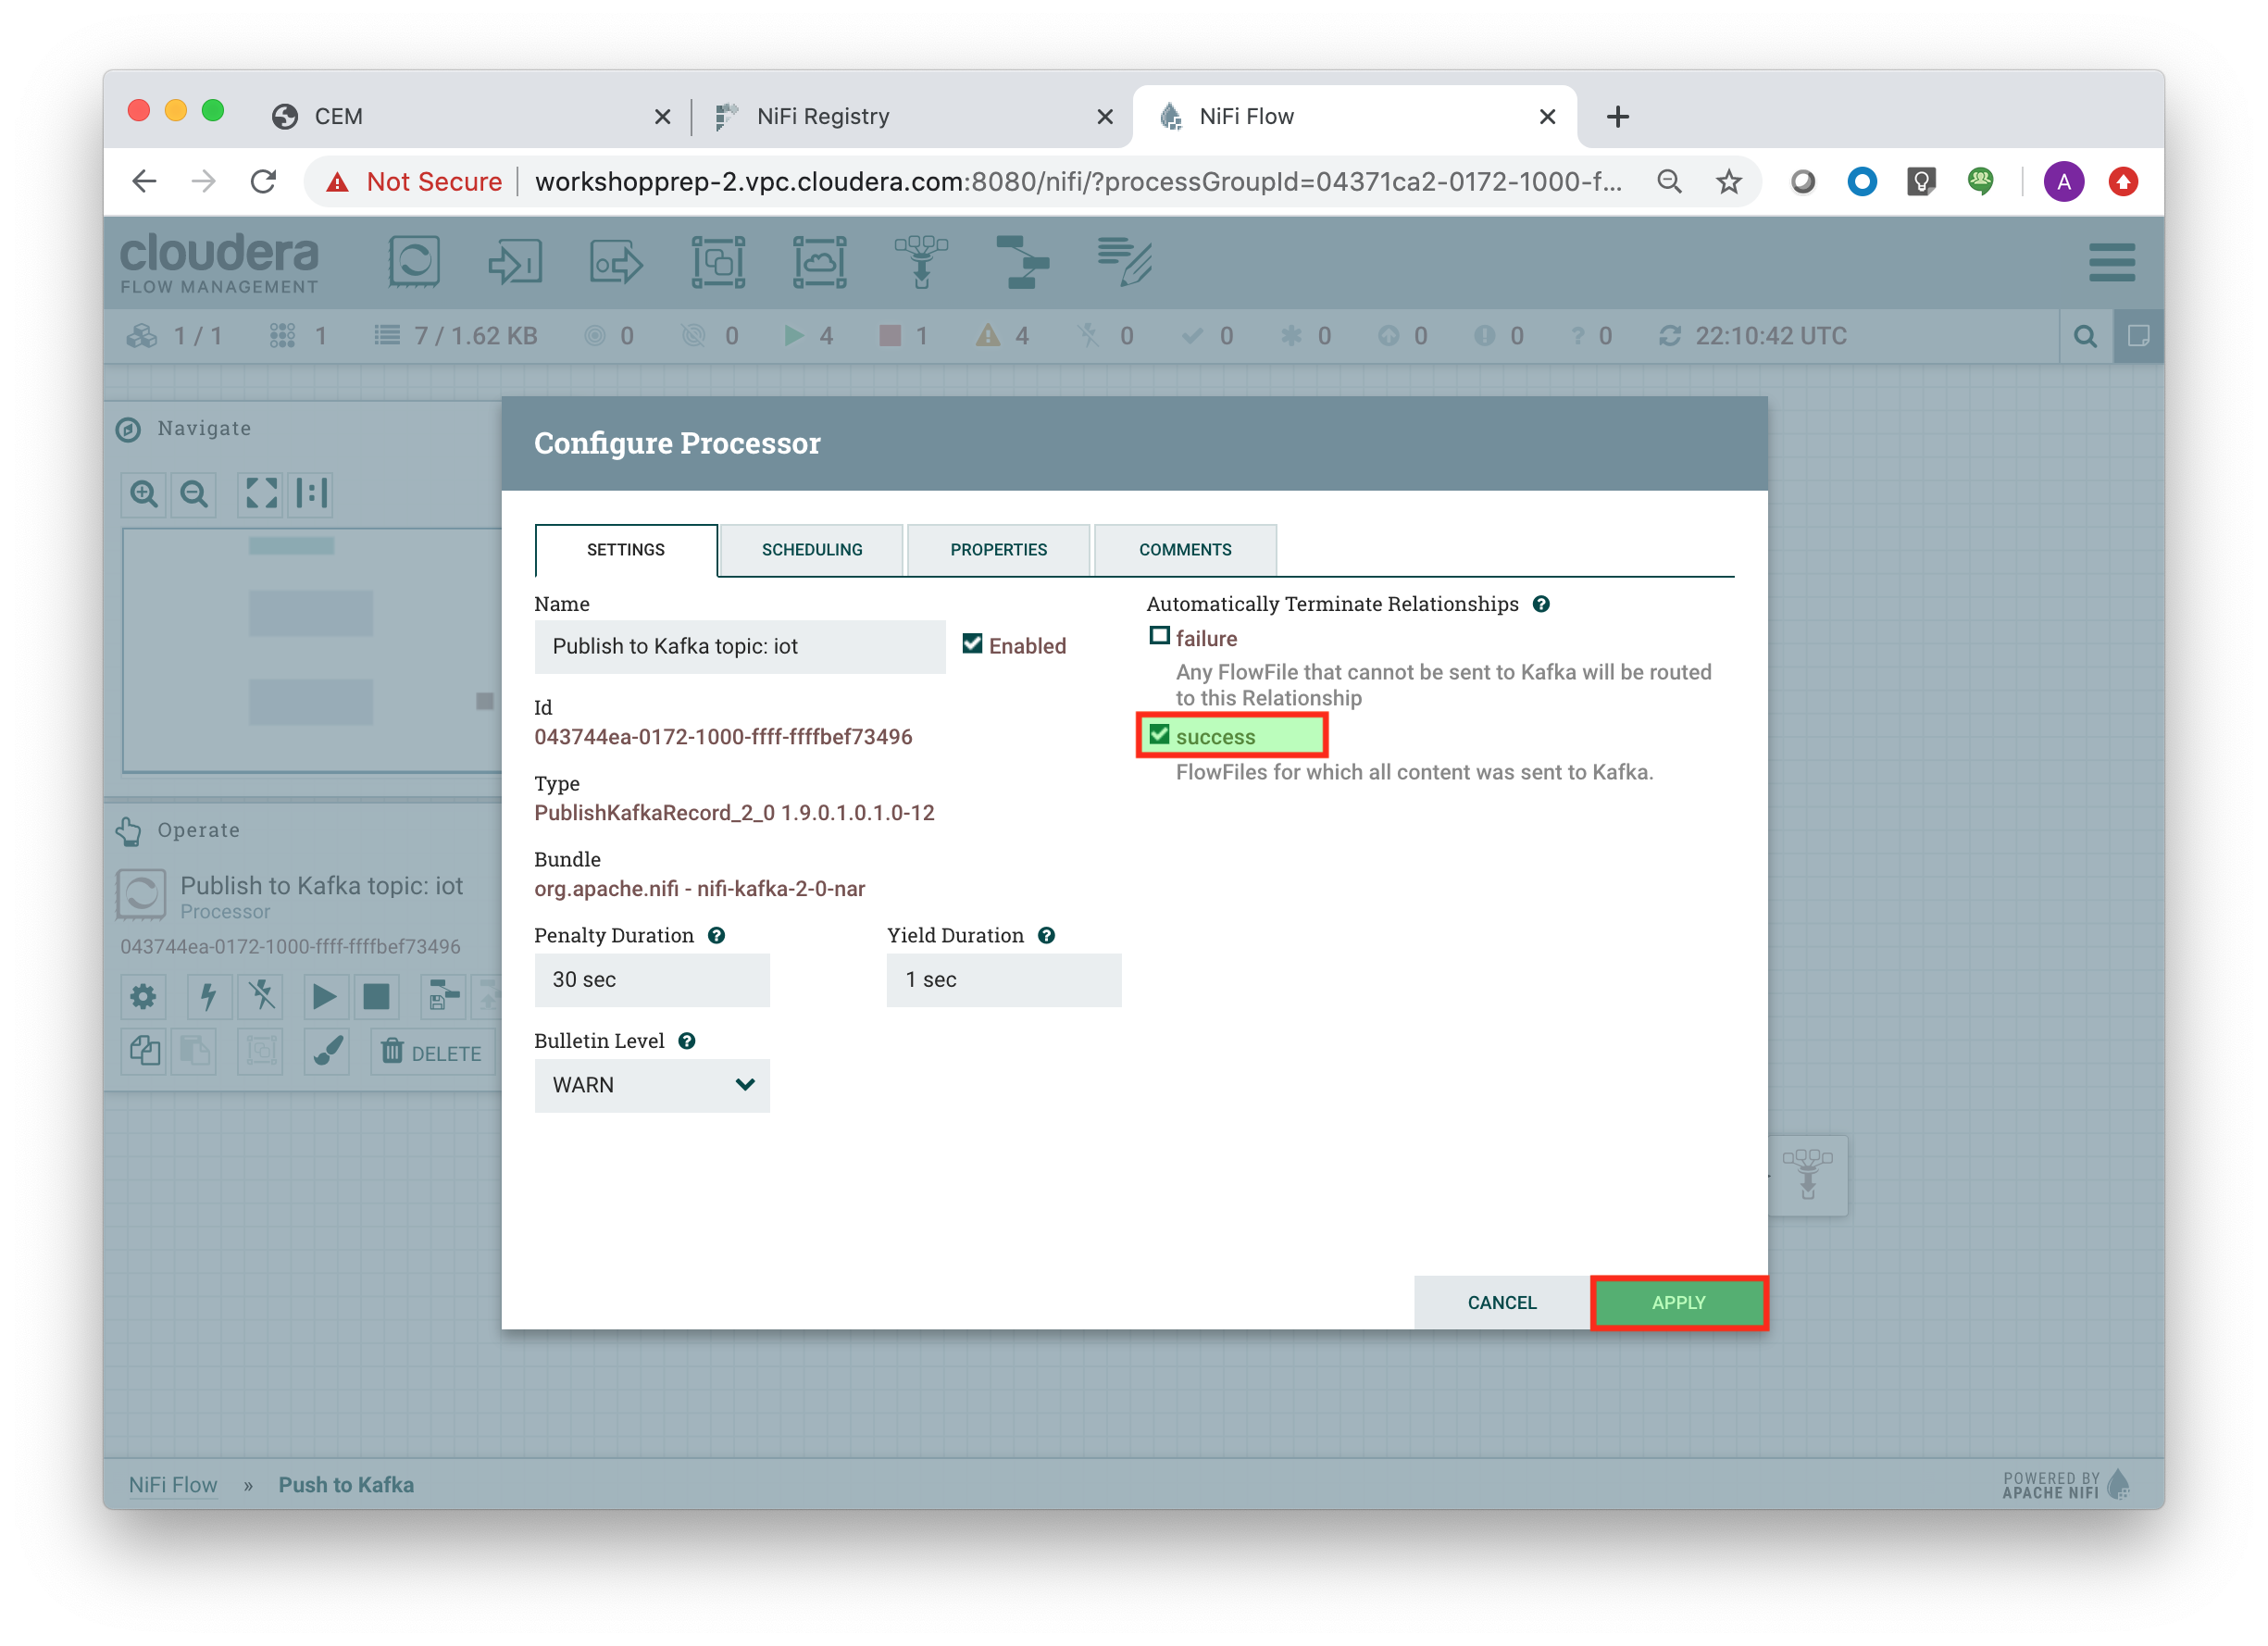 CEM
NiFi Registry
NiFi Flow
Not Secure
workshopprep-2.vpc.cloudera.com:8080/nifi/?processGroupId=04371ca2-0172-1000-f...
A
cloudera
FLOW MANAGEMENT
1 / 1
1
7 / 1.62 KB
0
0
4
1
4
0
0
0
0
0
0
22:10:42 UTC
Navigate
Configure Processor
SETTINGS
SCHEDULING
PROPERTIES
COMMENTS
Name
Publish to Kafka topic: iot
Enabled
Id
043744ea-0172-1000-ffff-ffffbef73496
Type
PublishKafkaRecord_2_0 1.9.0.1.0.1.0-12
Bundle
org.apache.nifi - nifi-kafka-2-0-nar
Penalty Duration
30 sec
Yield Duration
1 sec
Bulletin Level
WARN
Automatically Terminate Relationships
failure
Any FlowFile that cannot be sent to Kafka will be routed
to this Relationship
success
FlowFiles for which all content was sent to Kafka.
CANCEL
APPLY
Operate
Publish to Kafka topic: iot
Processor
043744ea-0172-1000-ffff-ffffbef73496
DELETE
NiFi Flow » Push to Kafka
POWERED BY
APACHE NIFI